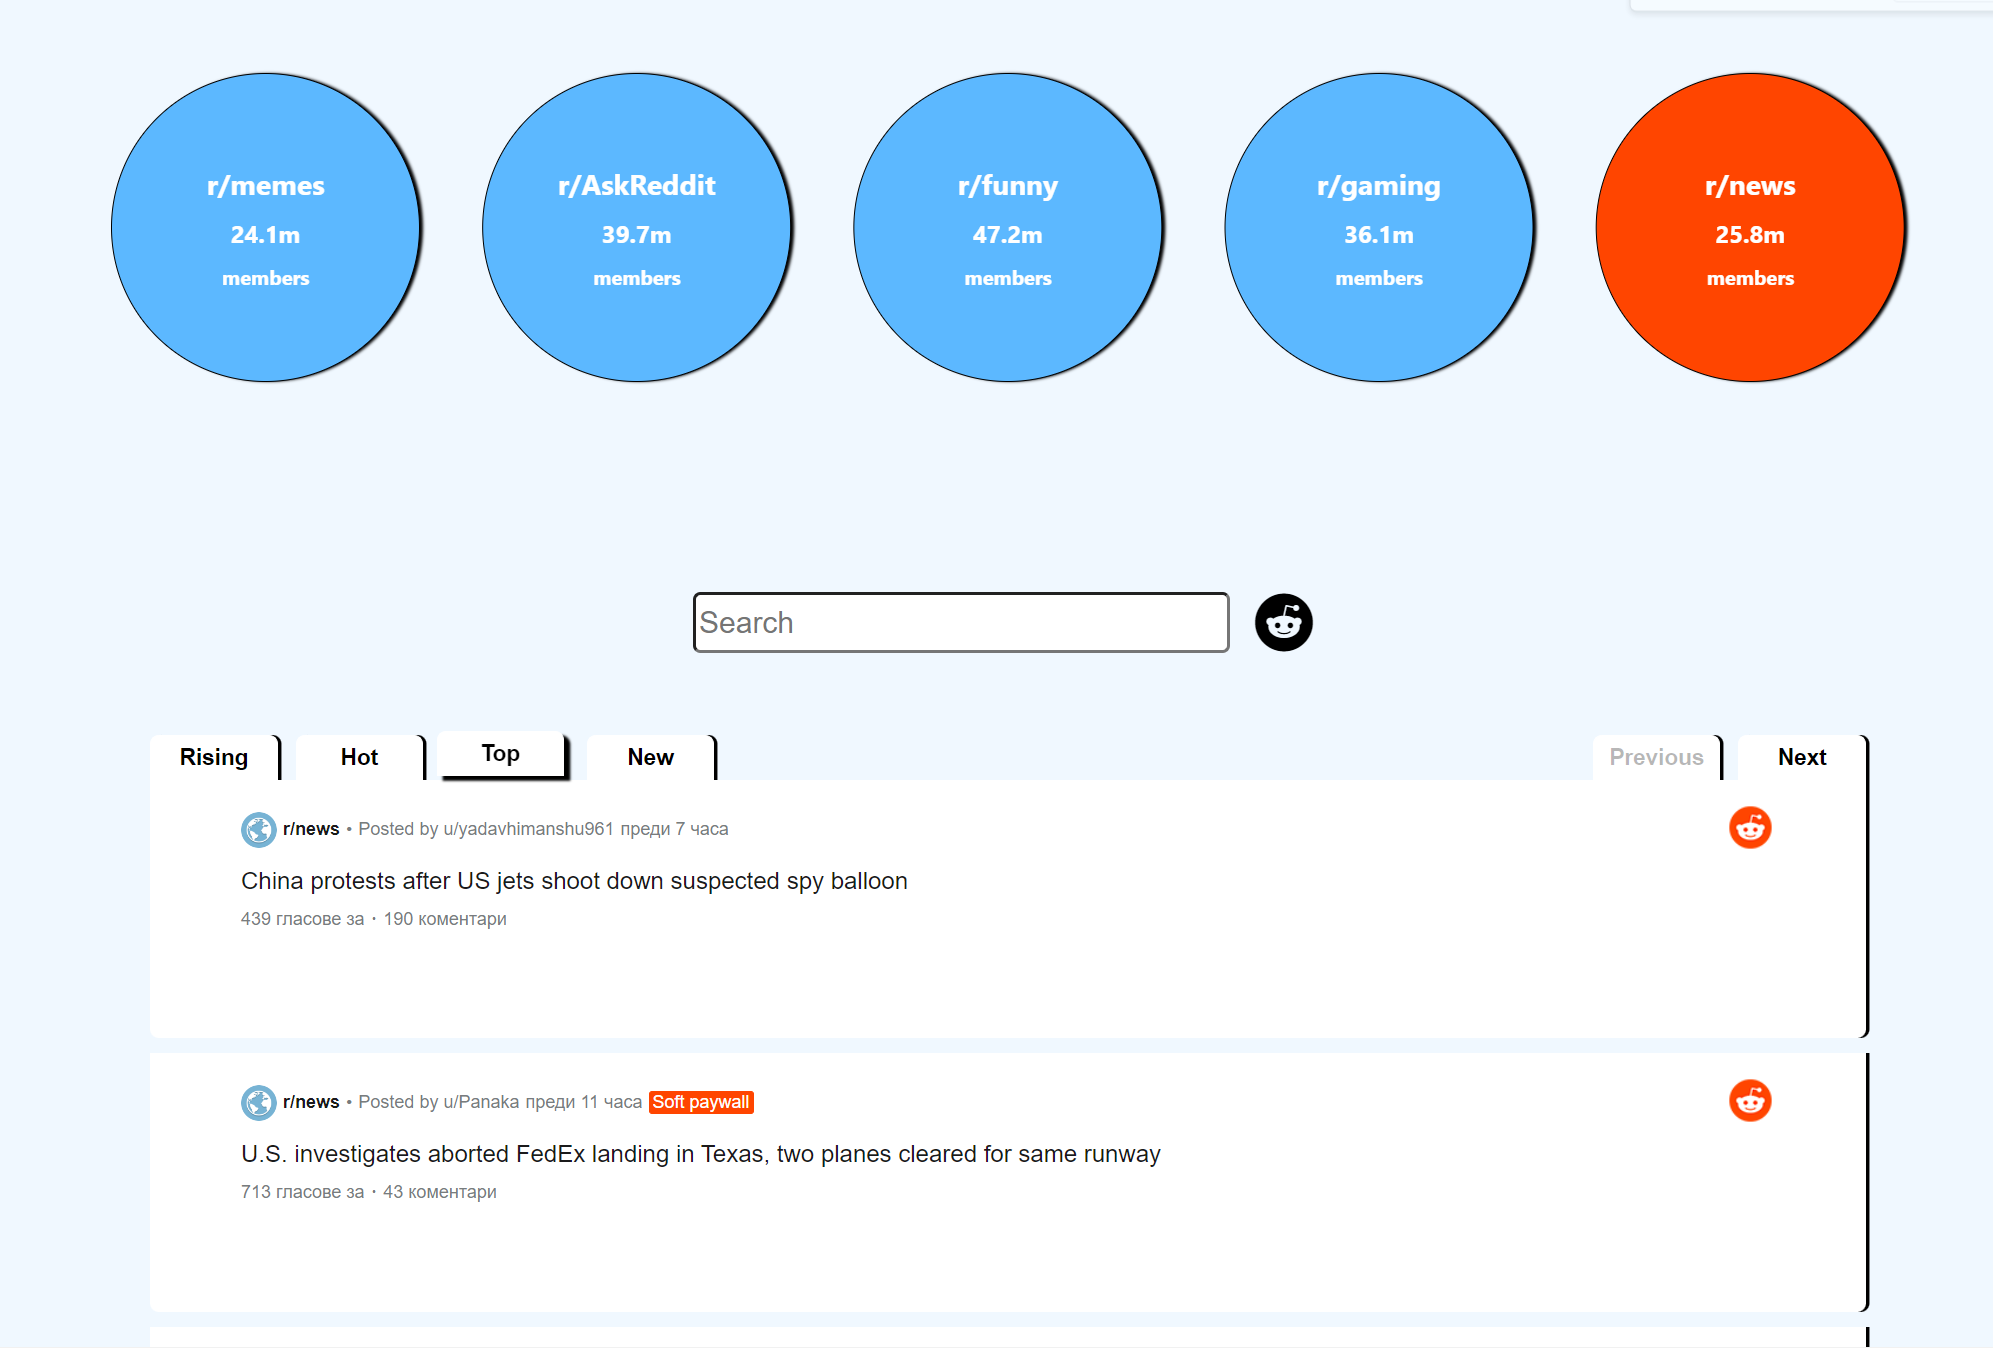 r/memes
24.1m
members
r/AskReddit
39.7m
members
r/funny
47.2m
members
r/gaming
36.1m
members
r/news
25.8m
members
Search
Rising Hot Top New Previous Next
r/news • Posted by u/yadavhimanshu961 преди 7 часа
China protests after US jets shoot down suspected spy balloon
439 гласове за · 190 коментари
r/news • Posted by u/Panaka преди 11 часа Soft paywall
U.S. investigates aborted FedEx landing in Texas, two planes cleared for same runway
713 гласове за · 43 коментари